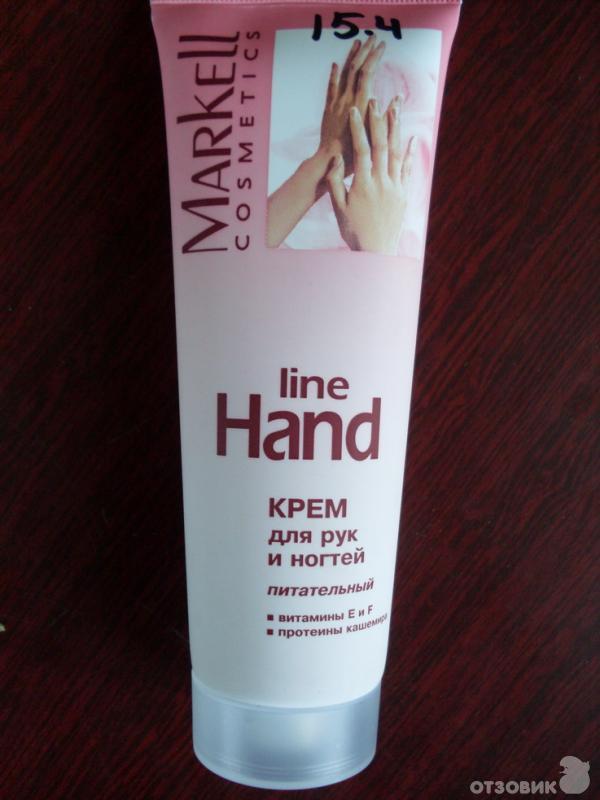 15.4
MARKELL
COSMETICS
line
Hand
КРЕМ
для рук
и ногтей
питательный
▪ витамины Е и F
▪ протеины кашемира
ОТЗОВИК